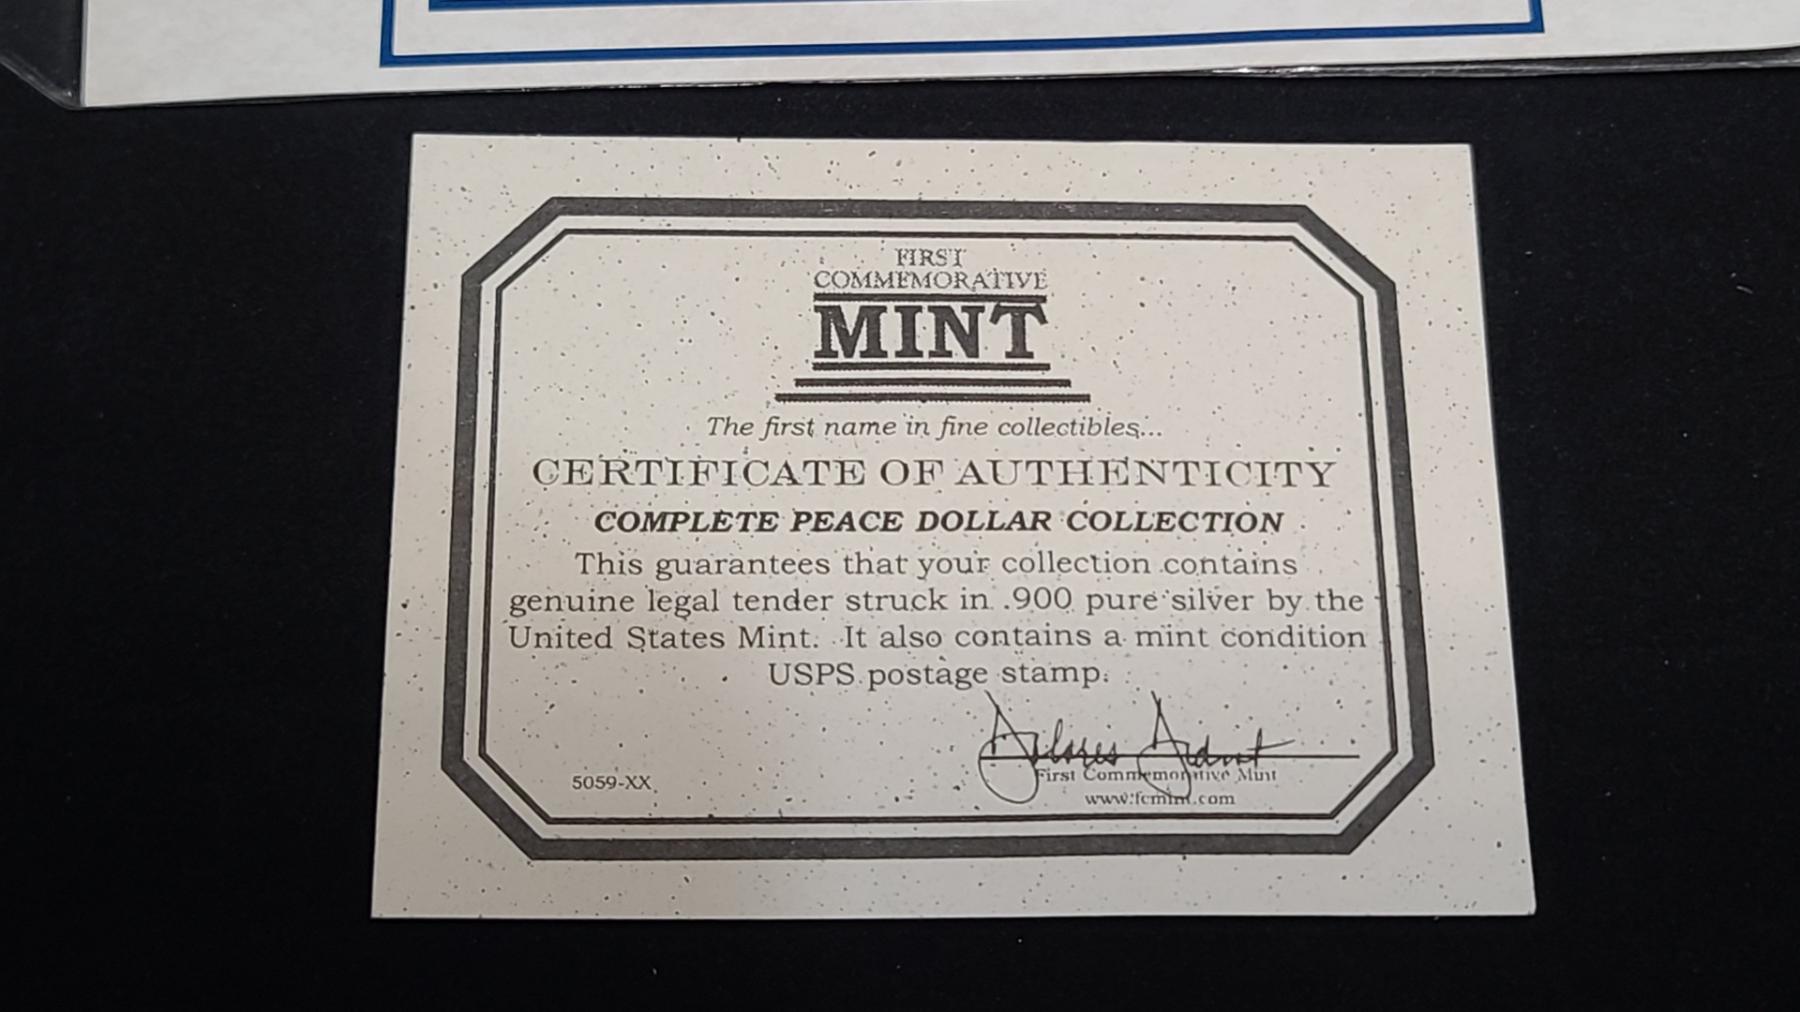 FIRST
COMMEMORATIVE
MINT
The first name in fine collectibles...
CERTIFICATE OF AUTHENTICITY
COMPLETE PEACE DOLLAR COLLECTION
This guarantees that your collection contains
genuine legal tender struck in .900 pure silver by the
United States Mint. It also contains a mint condition
USPS postage stamp.
5059-XX
First Commemorative Mint
www.fcmint.com